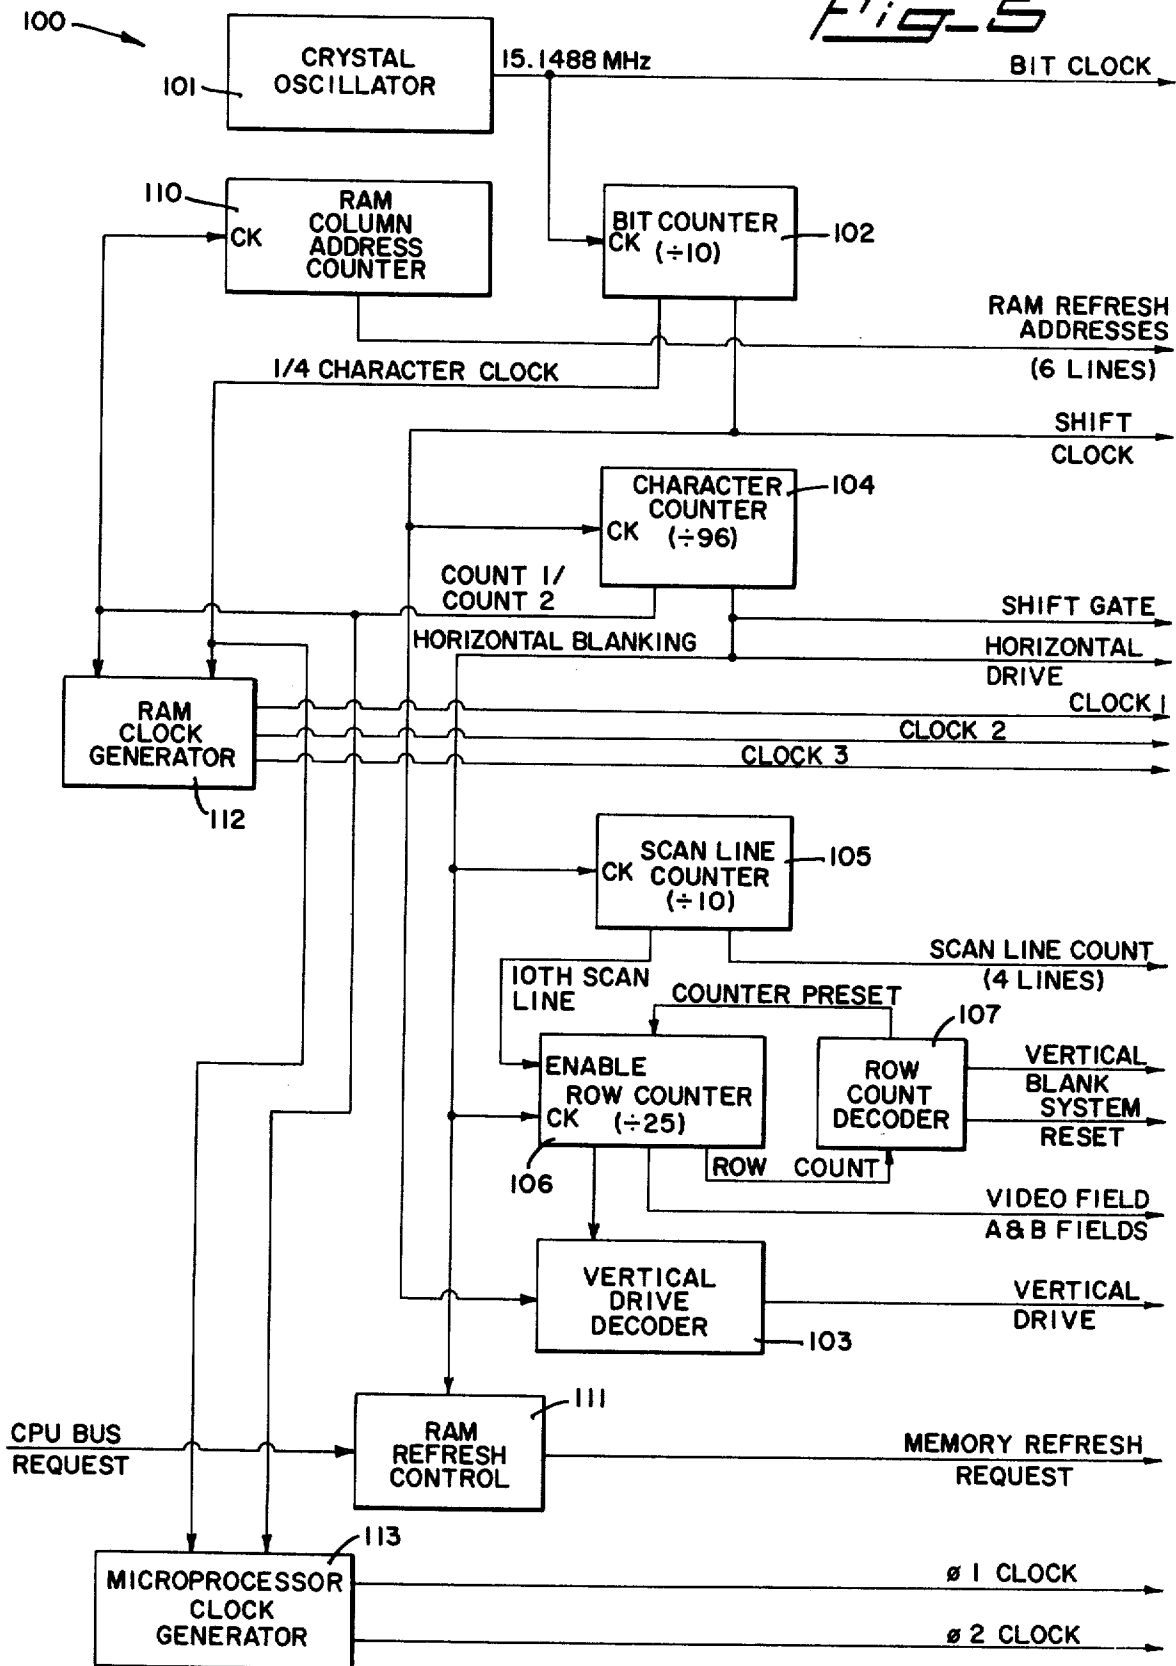 100
Fig_5
CRYSTAL
OSCILLATOR
101
15.1488 MHz
BIT CLOCK
110
RAM
COLUMN
ADDRESS
COUNTER
CK
BIT COUNTER
CK (÷10)
102
RAM REFRESH
ADDRESSES
(6 LINES)
1/4 CHARACTER CLOCK
SHIFT
CLOCK
CHARACTER
COUNTER
CK (÷96)
104
COUNT 1/
COUNT 2
SHIFT GATE
HORIZONTAL BLANKING
HORIZONTAL
DRIVE
RAM
CLOCK
GENERATOR
112
CLOCK 1
CLOCK 2
CLOCK 3
SCAN LINE
CK COUNTER
(÷10)
105
SCAN LINE COUNT
(4 LINES)
10TH SCAN
LINE
COUNTER PRESET
107
ENABLE
ROW COUNTER
CK (÷25)
106
ROW
COUNT
DECODER
VERTICAL
BLANK
SYSTEM
RESET
ROW COUNT
VIDEO FIELD
A&B FIELDS
VERTICAL
DRIVE
DECODER
103
VERTICAL
DRIVE
CPU BUS
REQUEST
RAM
REFRESH
CONTROL
111
MEMORY REFRESH
REQUEST
113
MICROPROCESSOR
CLOCK
GENERATOR
ø 1 CLOCK
ø 2 CLOCK